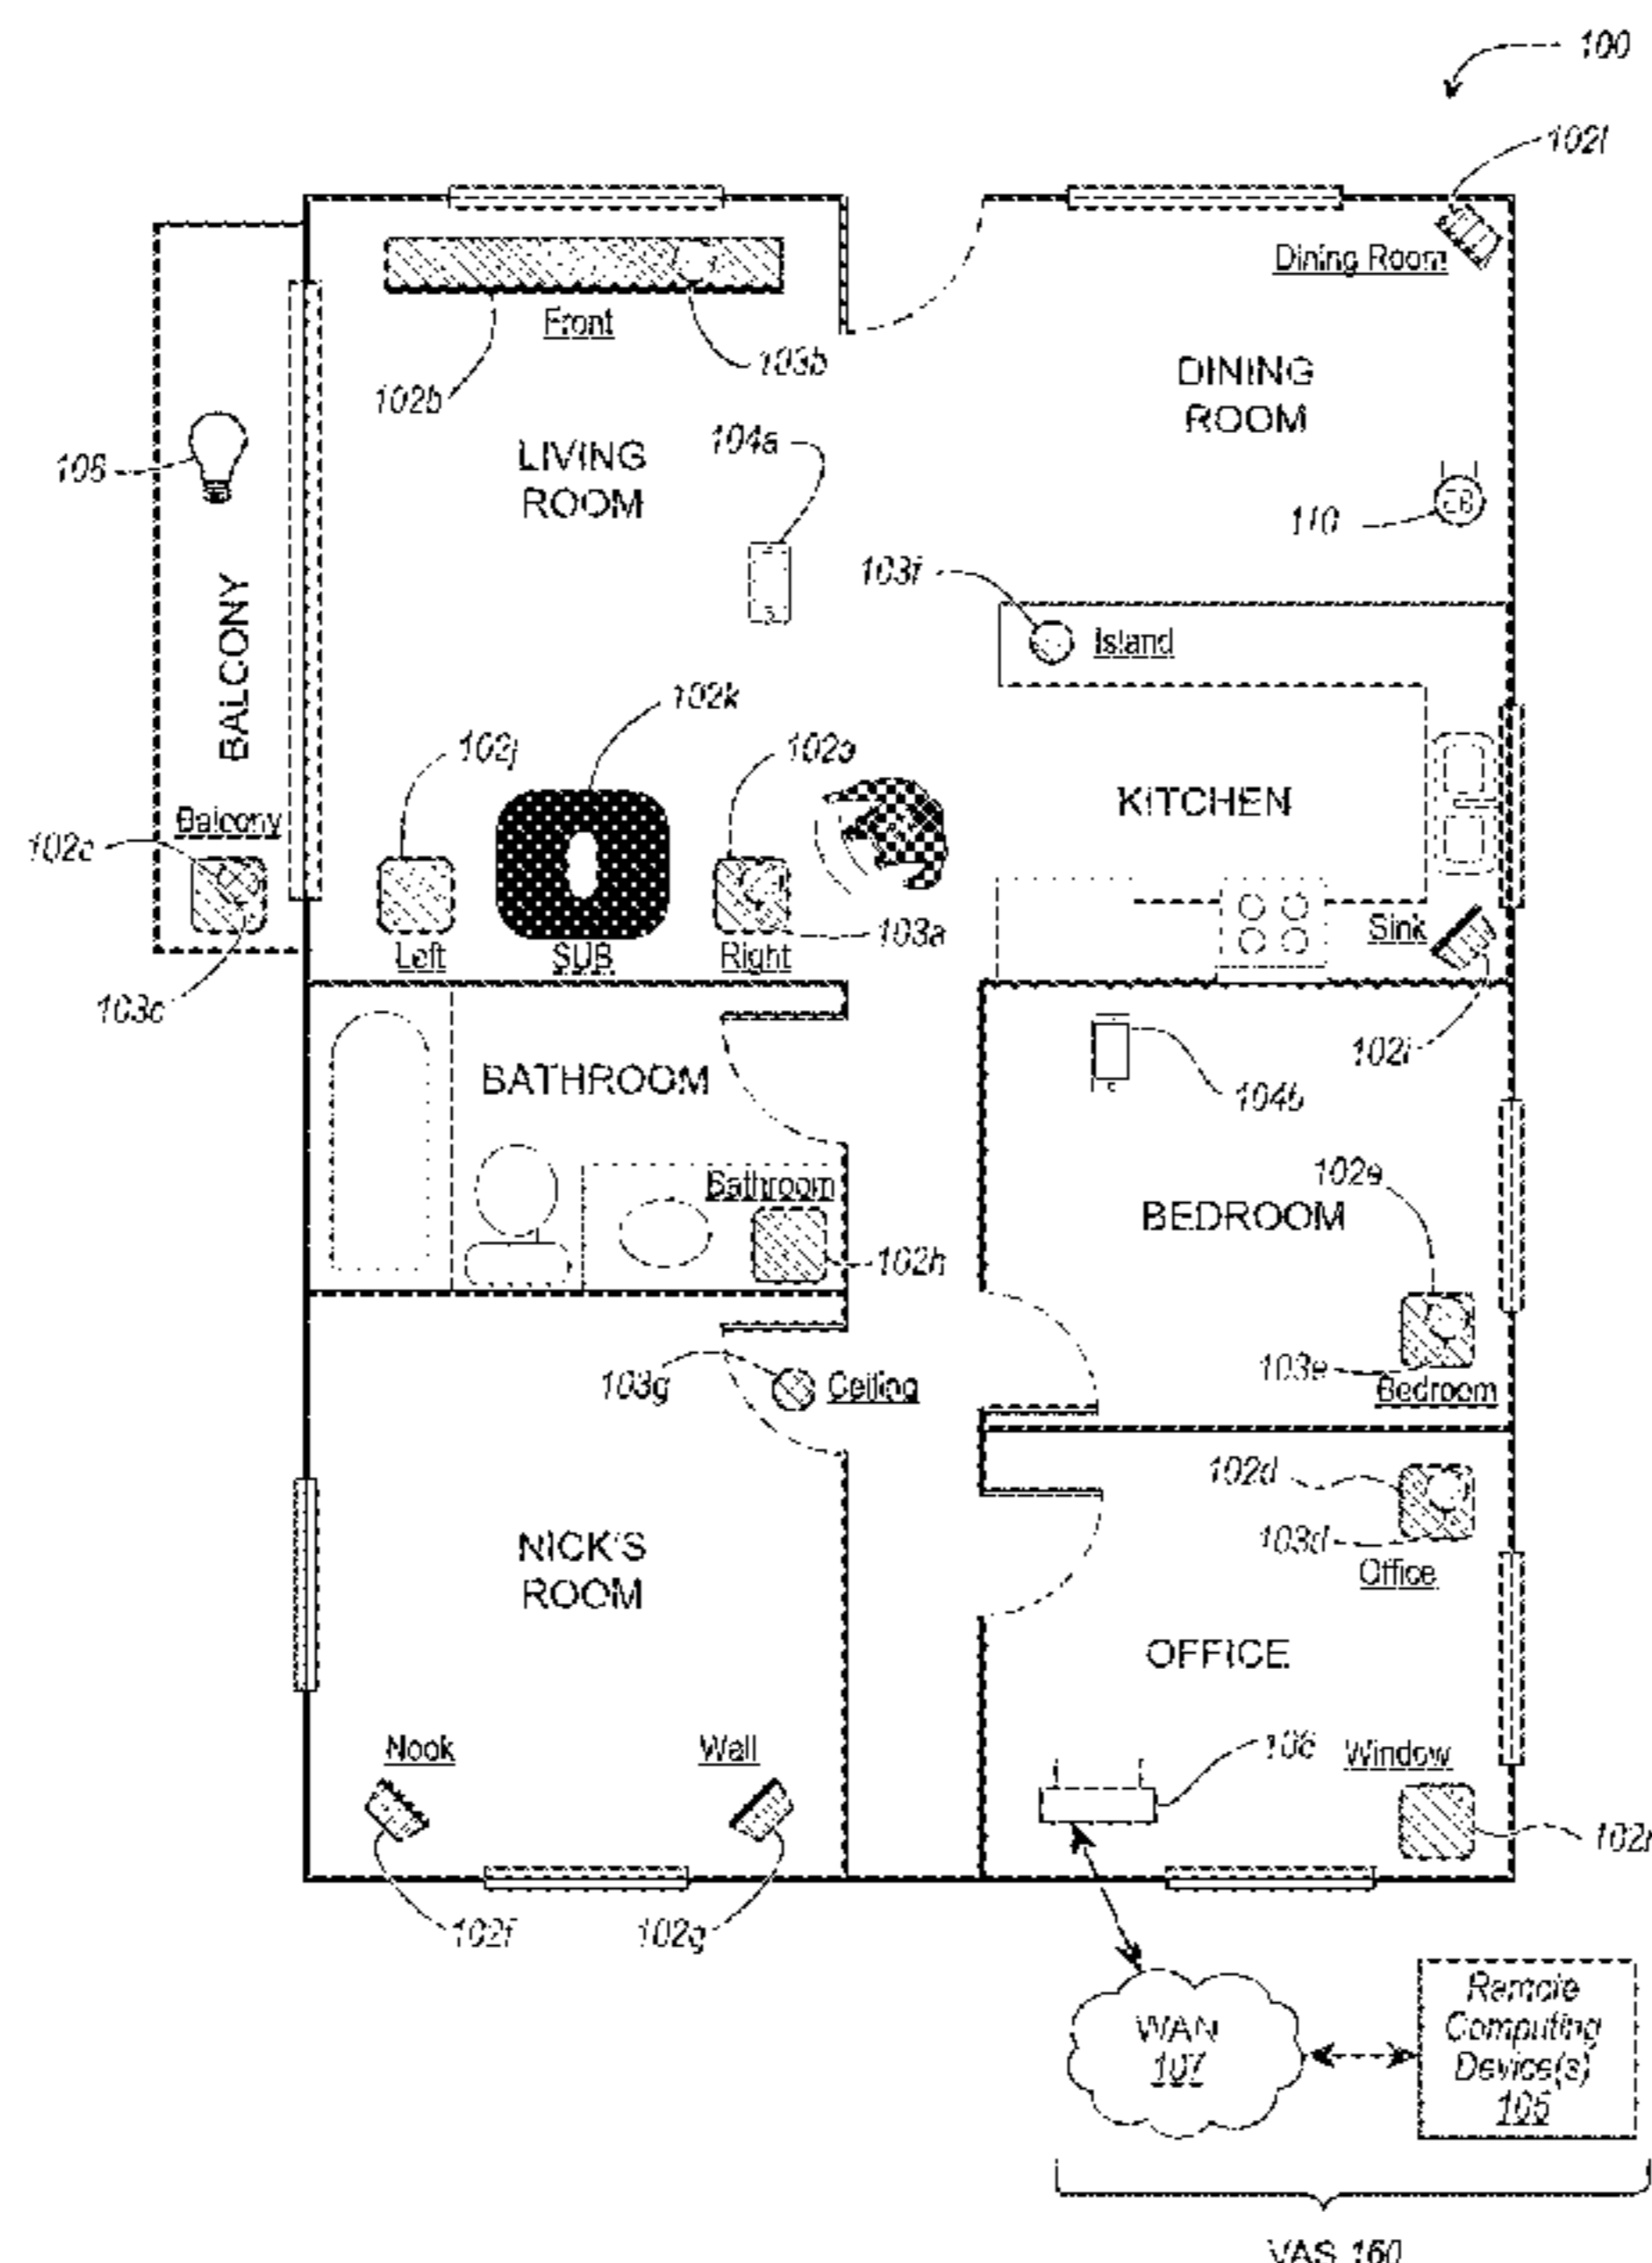 100
102l
Dining Room
Front
103b
102b
DINING
ROOM
104a
LIVING
ROOM
108
110
103f
Island
BALCONY
102k
102j
102a
KITCHEN
Balcony
102c
Sink
103a
Left
SUB
Right
103c
102i
BATHROOM
104b
102e
Bathroom
BEDROOM
102h
103g
Ceiling
103e
Bedroom
102d
103d
NICK'S
ROOM
Office
OFFICE
Nook
Wall
106
Window
102f
102g
WAN
107
Remote
Computing
Device(s)
VAS 160